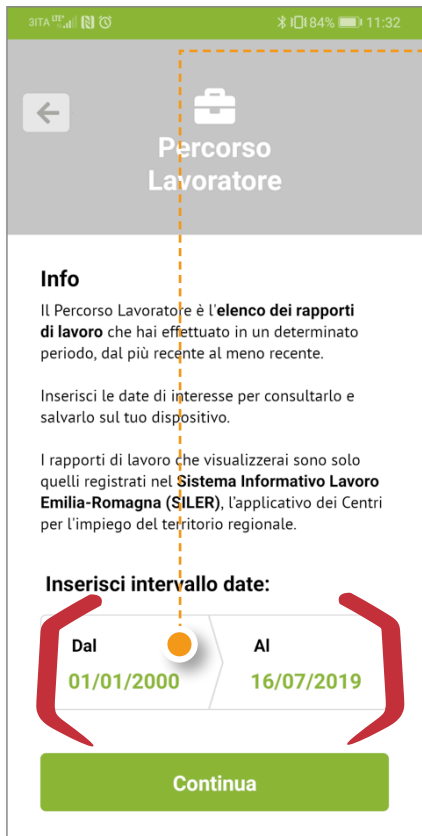 3ITA LTE 84% 11:32
Percorso
Lavoratore
Info
Il Percorso Lavoratore è l'elenco dei rapporti
di lavoro che hai effettuato in un determinato
periodo, dal più recente al meno recente.
Inserisci le date di interesse per consultarlo e
salvarlo sul tuo dispositivo.
I rapporti di lavoro che visualizzerai sono solo
quelli registrati nel Sistema Informativo Lavoro
Emilia-Romagna (SILER), l'applicativo dei Centri
per l'impiego del territorio regionale.
Inserisci intervallo date:
Dal Al
01/01/2000 16/07/2019
Continua